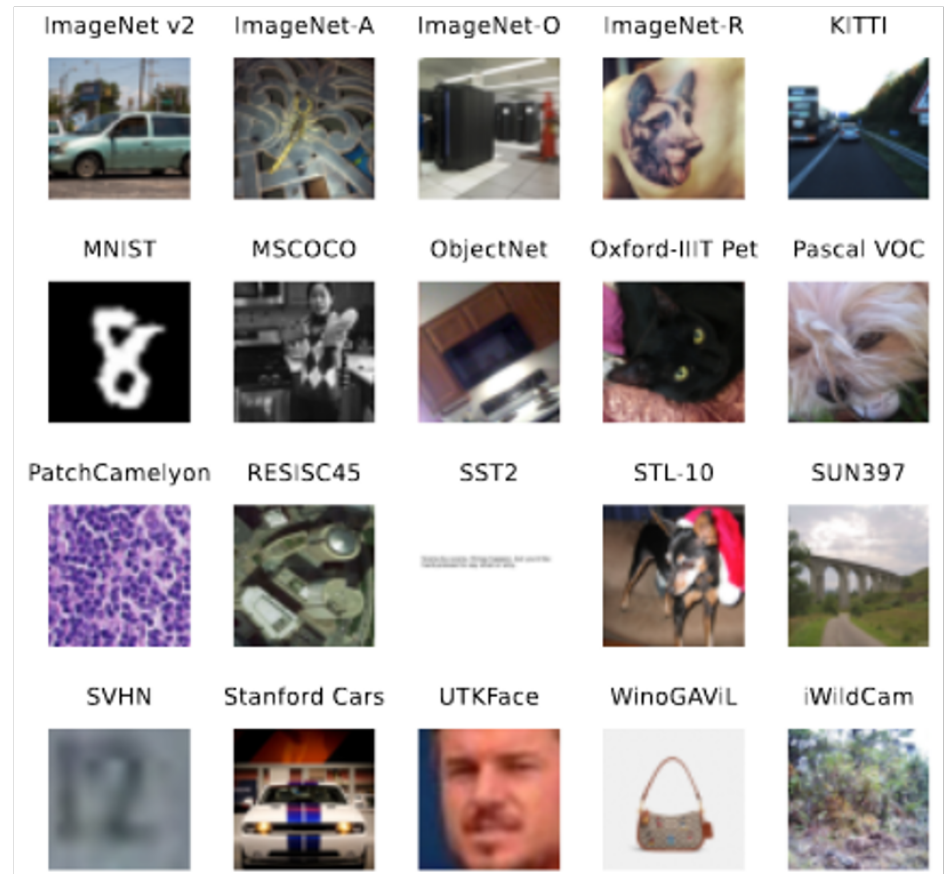 ImageNet v2 ImageNet-A ImageNet-O ImageNet-R KITTI
MNIST MSCOCO ObjectNet Oxford-IIIT Pet Pascal VOC
PatchCamelyon RESISC45 SST2 STL-10 SUN397
SVHN Stanford Cars UTKFace WinoGAViL iWildCam
12